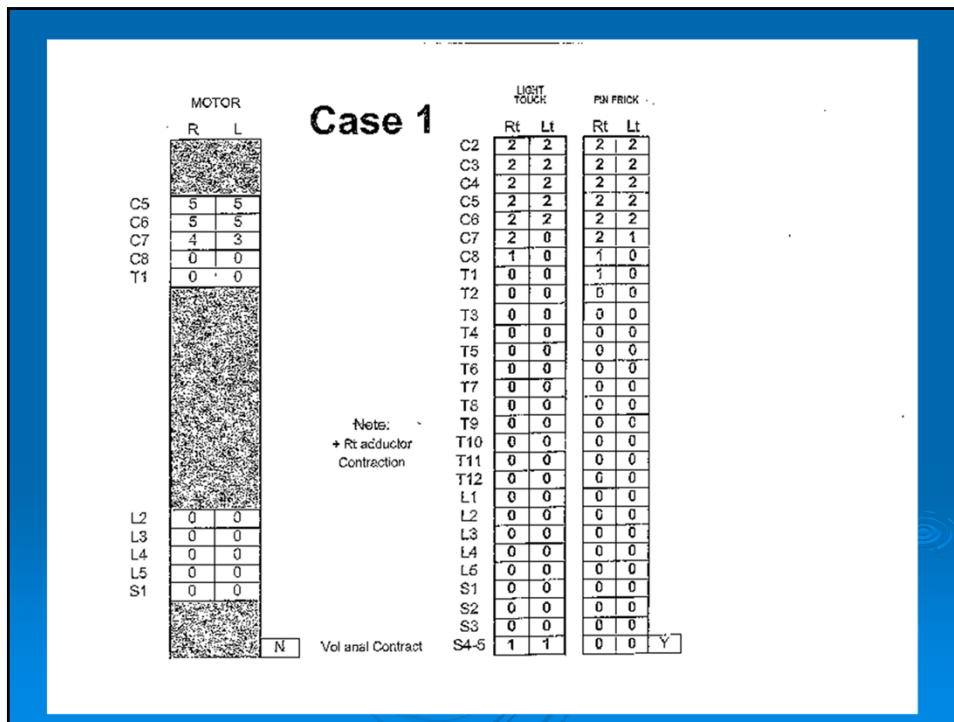 Case 1
MOTOR
R L
C5 5 5
C6 5 5
C7 4 3
C8 0 0
T1 0 0
L2 0 0
L3 0 0
L4 0 0
L5 0 0
S1 0 0
N Vol anal Contract
Note:
+ Rt adductor
Contraction
LIGHT
TOUCH PIN PRICK
Rt Lt Rt Lt
C2 2 2 2 2
C3 2 2 2 2
C4 2 2 2 2
C5 2 2 2 2
C6 2 2 2 2
C7 2 0 2 1
C8 1 0 1 0
T1 0 0 1 0
T2 0 0 0 0
T3 0 0 0 0
T4 0 0 0 0
T5 0 0 0 0
T6 0 0 0 0
T7 0 0 0 0
T8 0 0 0 0
T9 0 0 0 0
T10 0 0 0 0
T11 0 0 0 0
T12 0 0 0 0
L1 0 0 0 0
L2 0 0 0 0
L3 0 0 0 0
L4 0 0 0 0
L5 0 0 0 0
S1 0 0 0 0
S2 0 0 0 0
S3 0 0 0 0
S4-5 1 1 0 0 Y